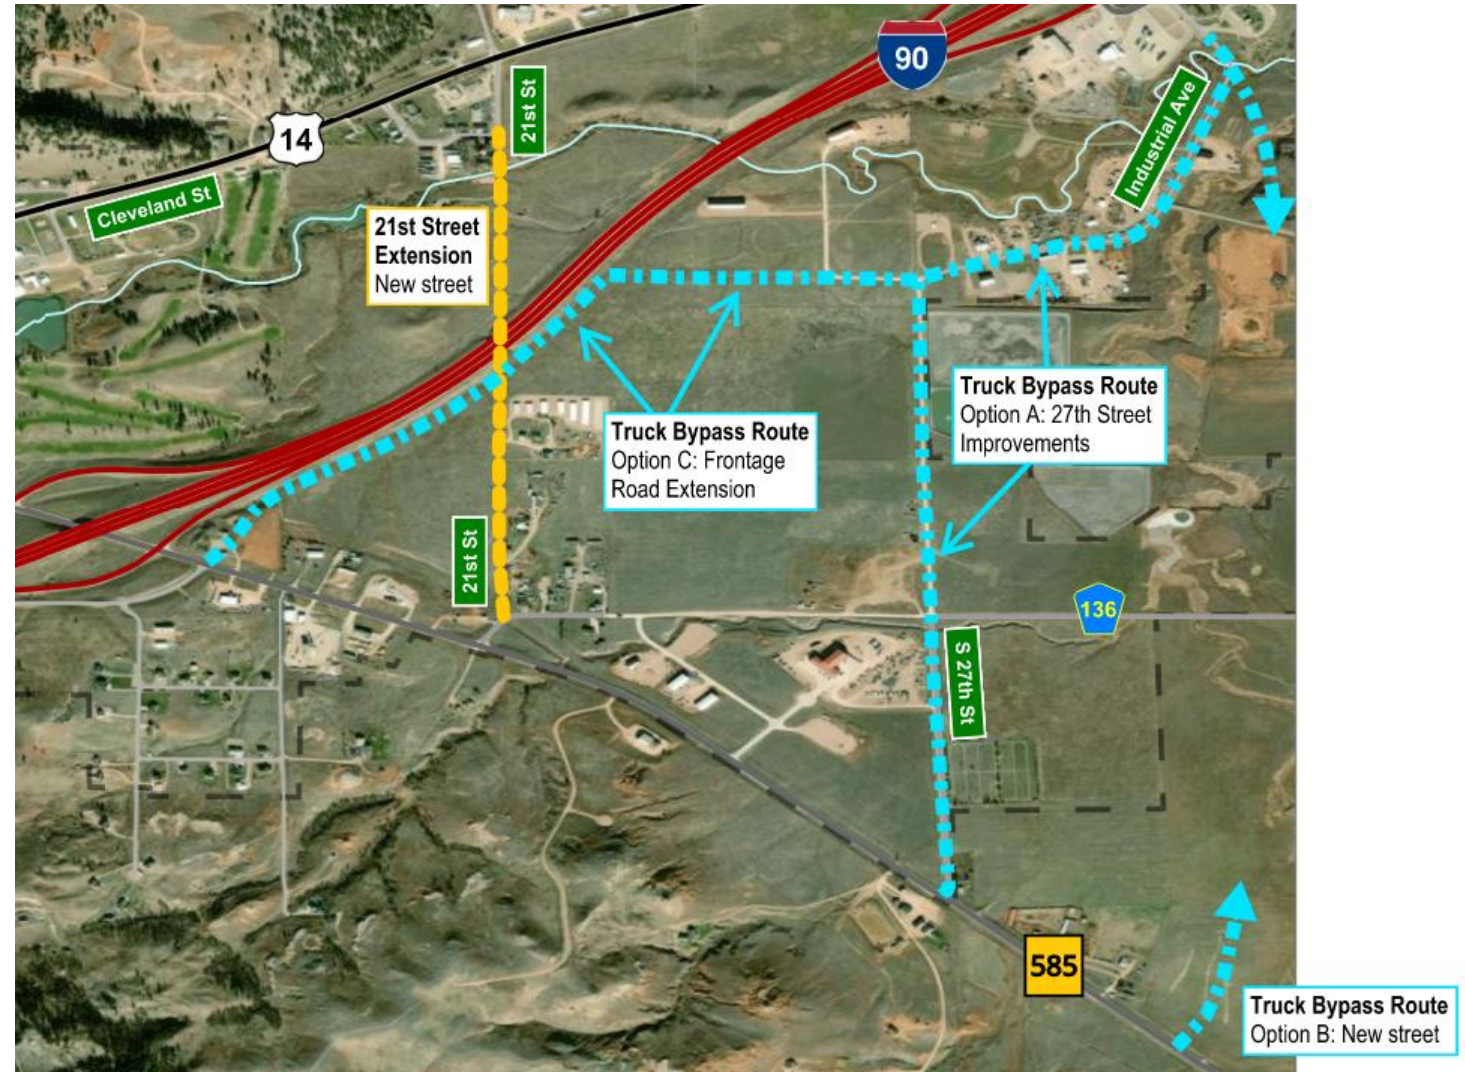 90
21st St
14
Industrial Ave
Cleveland St
21st Street
Extension
New street
Truck Bypass Route
Option A: 27th Street
Improvements
Truck Bypass Route
Option C: Frontage
Road Extension
21st St
136
S 27th St
585
Truck Bypass Route
Option B: New street